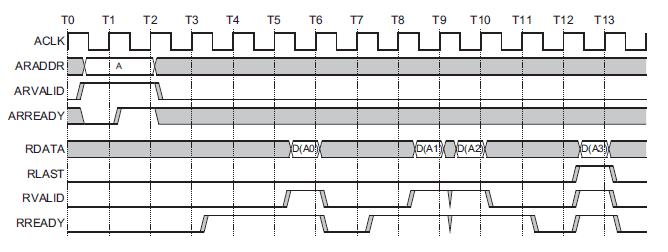 T0 T1 T2 T3 T4 T5 T6 T7 T8 T9 T10 T11 T12 T13
ACLK
ARADDR A
ARVALID
ARREADY
RDATA D(A0) D(A1) D(A2) D(A3)
RLAST
RVALID
RREADY